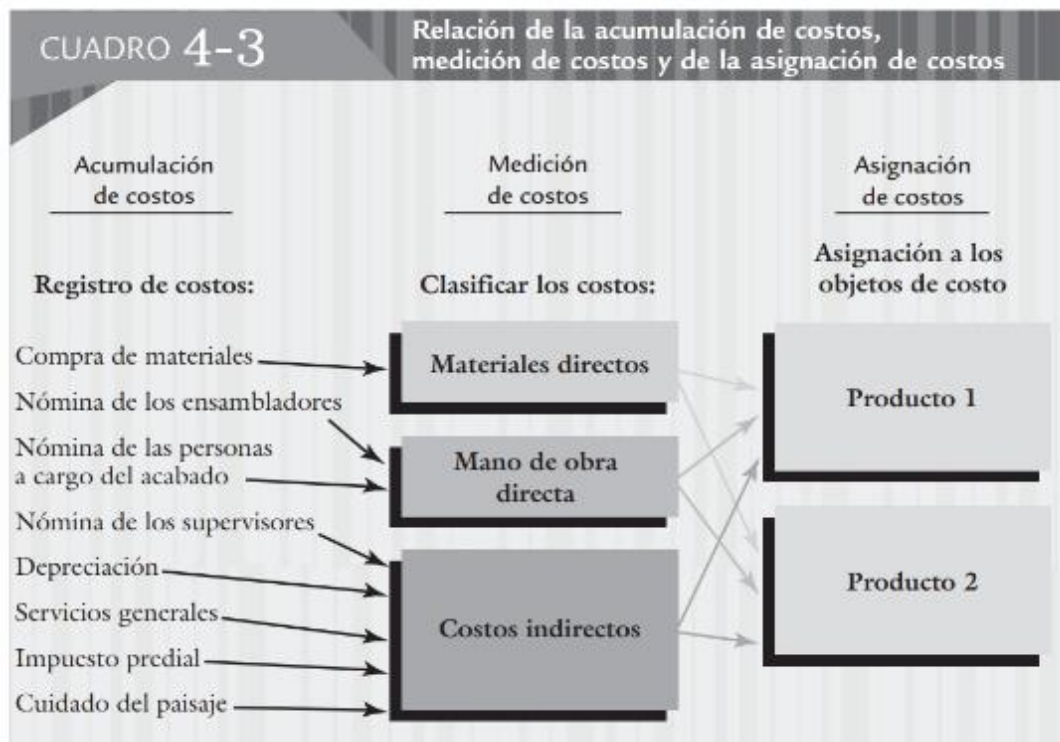 CUADRO 4-3
Relación de la acumulación de costos,
medición de costos y de la asignación de costos
Acumulación
de costos
Medición
de costos
Asignación
de costos
Registro de costos:
Clasificar los costos:
Asignación a los
objetos de costo
Compra de materiales
Nómina de los ensambladores
Nómina de las personas
a cargo del acabado
Nómina de los supervisores
Depreciación
Servicios generales
Impuesto predial
Cuidado del paisaje
Materiales directos
Mano de obra
directa
Costos indirectos
Producto 1
Producto 2